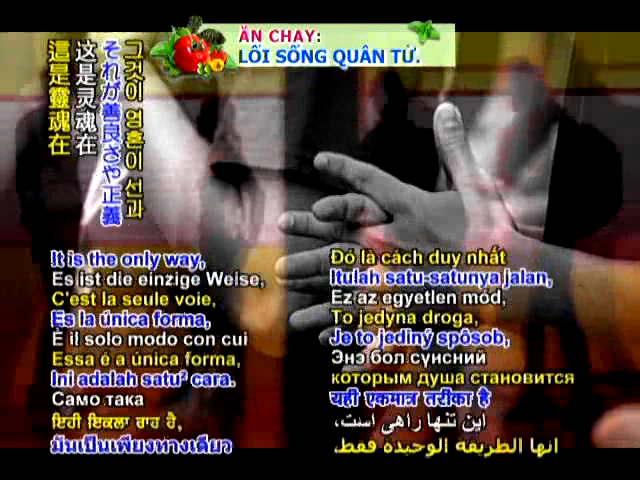 ĂN CHAY:
LỐI SỐNG QUÂN TỬ.
그것이 영혼이 선과
それが善良さや正義
这是灵魂在
這是靈魂在
It is the only way,
Es ist die einzige Weise,
C'est la seule voie,
Es la única forma,
È il solo modo con cui
Essa é a única forma,
Ini adalah satu² cara.
Само така
ਇਹੀ ਇਕਲਾ ਰਾਹ ਹੈ,
มันเป็นเพียงทางเดียว
Đó là cách duy nhất
Itulah satu-satunya jalan,
Ez az egyetlen mód,
To jedyna droga,
Je to jediný spôsob,
Энэ бол сүнсний
которым душа становится
यही एकमात्र तरीका है
این تنها راهی است،
انها الطريقة الوحيدة فقط،